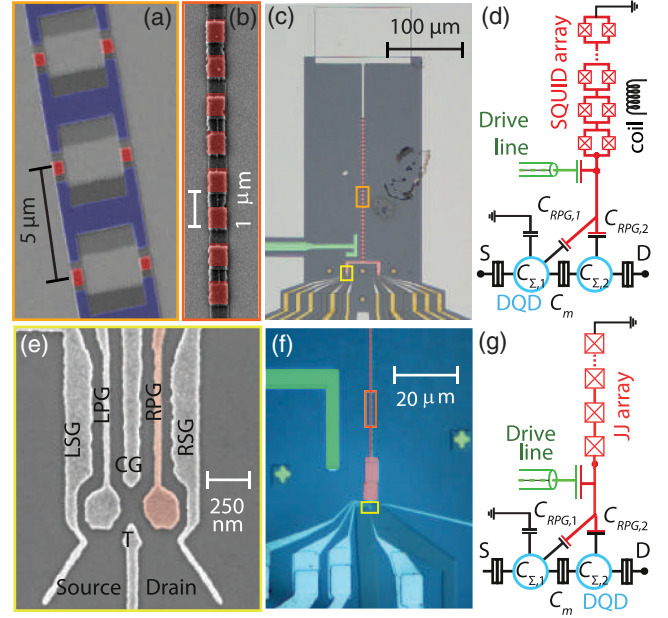 (a)
5 μm
(b)
1 μm
(c)
100 μm
(d)
SQUID array
coil
Drive
line
C_RPG,1
C_RPG,2
S
C_Σ,1
C_Σ,2
D
DQD
C_m
(e)
LSG
LPG
CG
RPG
RSG
T
250
nm
Source
Drain
(f)
20 μm
(g)
JJ array
Drive
line
C_RPG,1
C_RPG,2
S
C_Σ,1
C_Σ,2
D
C_m
DQD